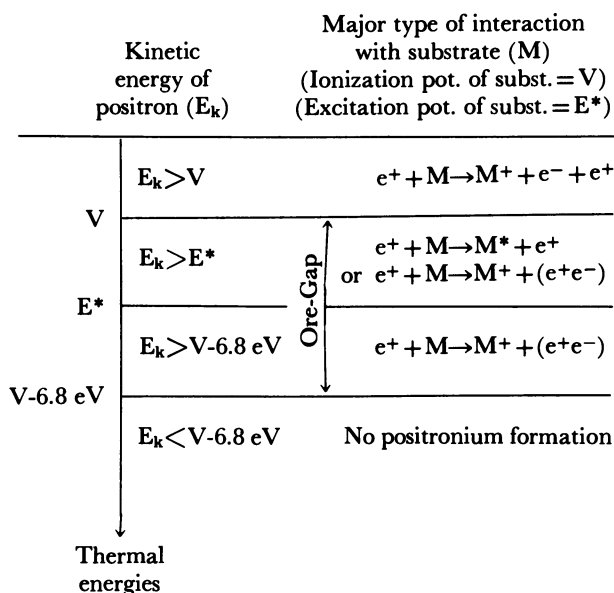 Kinetic
energy of
positron (Eₖ)
Major type of interaction
with substrate (M)
(Ionization pot. of subst. = V)
(Excitation pot. of subst. = E*)
Eₖ>V
e⁺ + M→M⁺ + e⁻ + e⁺
V
Eₖ>E*
Ore-Gap
e⁺ + M→M* + e⁺
or e⁺ + M→M⁺ + (e⁺e⁻)
E*
Eₖ>V-6.8 eV
e⁺ + M→M⁺ + (e⁺e⁻)
V-6.8 eV
Eₖ<V-6.8 eV
No positronium formation
Thermal
energies